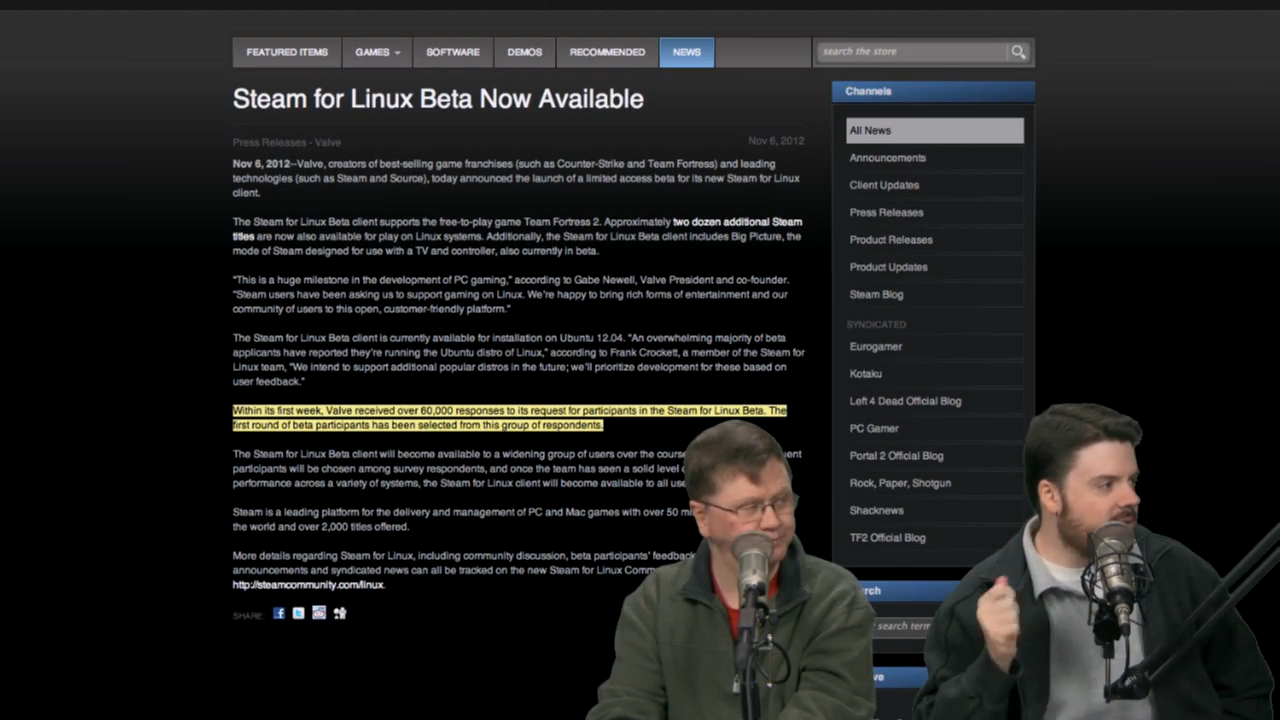 FEATURED ITEMS GAMES SOFTWARE DEMOS RECOMMENDED NEWS search the store
Steam for Linux Beta Now Available
Press Releases - Valve Nov 6, 2012
Nov 6, 2012--Valve, creators of best-selling game franchises (such as Counter-Strike and Team Fortress) and leading
technologies (such as Steam and Source), today announced the launch of a limited access beta for its new Steam for Linux
client.
The Steam for Linux Beta client supports the free-to-play game Team Fortress 2. Approximately two dozen additional Steam
titles are now also available for play on Linux systems. Additionally, the Steam for Linux Beta client includes Big Picture, the
mode of Steam designed for use with a TV and controller, also currently in beta.
"This is a huge milestone in the development of PC gaming," according to Gabe Newell, Valve President and co-founder.
"Steam users have been asking us to support gaming on Linux. We're happy to bring rich forms of entertainment and our
community of users to this open, customer-friendly platform."
The Steam for Linux Beta client is currently available for installation on Ubuntu 12.04. "An overwhelming majority of beta
applicants have reported they're running the Ubuntu distro of Linux," according to Frank Crockett, a member of the Steam for
Linux team, "We intend to support additional popular distros in the future; we'll prioritize development for these based on
user feedback."
Within its first week, Valve received over 60,000 responses to its request for participants in the Steam for Linux Beta. The
first round of beta participants has been selected from this group of respondents.
The Steam for Linux Beta client will become available to a widening group of users over the course
participants will be chosen among survey respondents, and once the team has seen a solid level
performance across a variety of systems, the Steam for Linux client will become available to all
Steam is a leading platform for the delivery and management of PC and Mac games with over 50
the world and over 2,000 titles offered.
More details regarding Steam for Linux, including community discussion, beta participants'
announcements and syndicated news can all be tracked on the new Steam for Linux
http://steamcommunity.com/linux.
SHARE:
Channels
All News
Announcements
Client Updates
Press Releases
Product Releases
Product Updates
Steam Blog
SYNDICATED
Eurogamer
Kotaku
Left 4 Dead Official Blog
PC Gamer
Portal 2 Official Blog
Rock, Paper, Shotgun
Shacknews
TF2 Official Blog
search